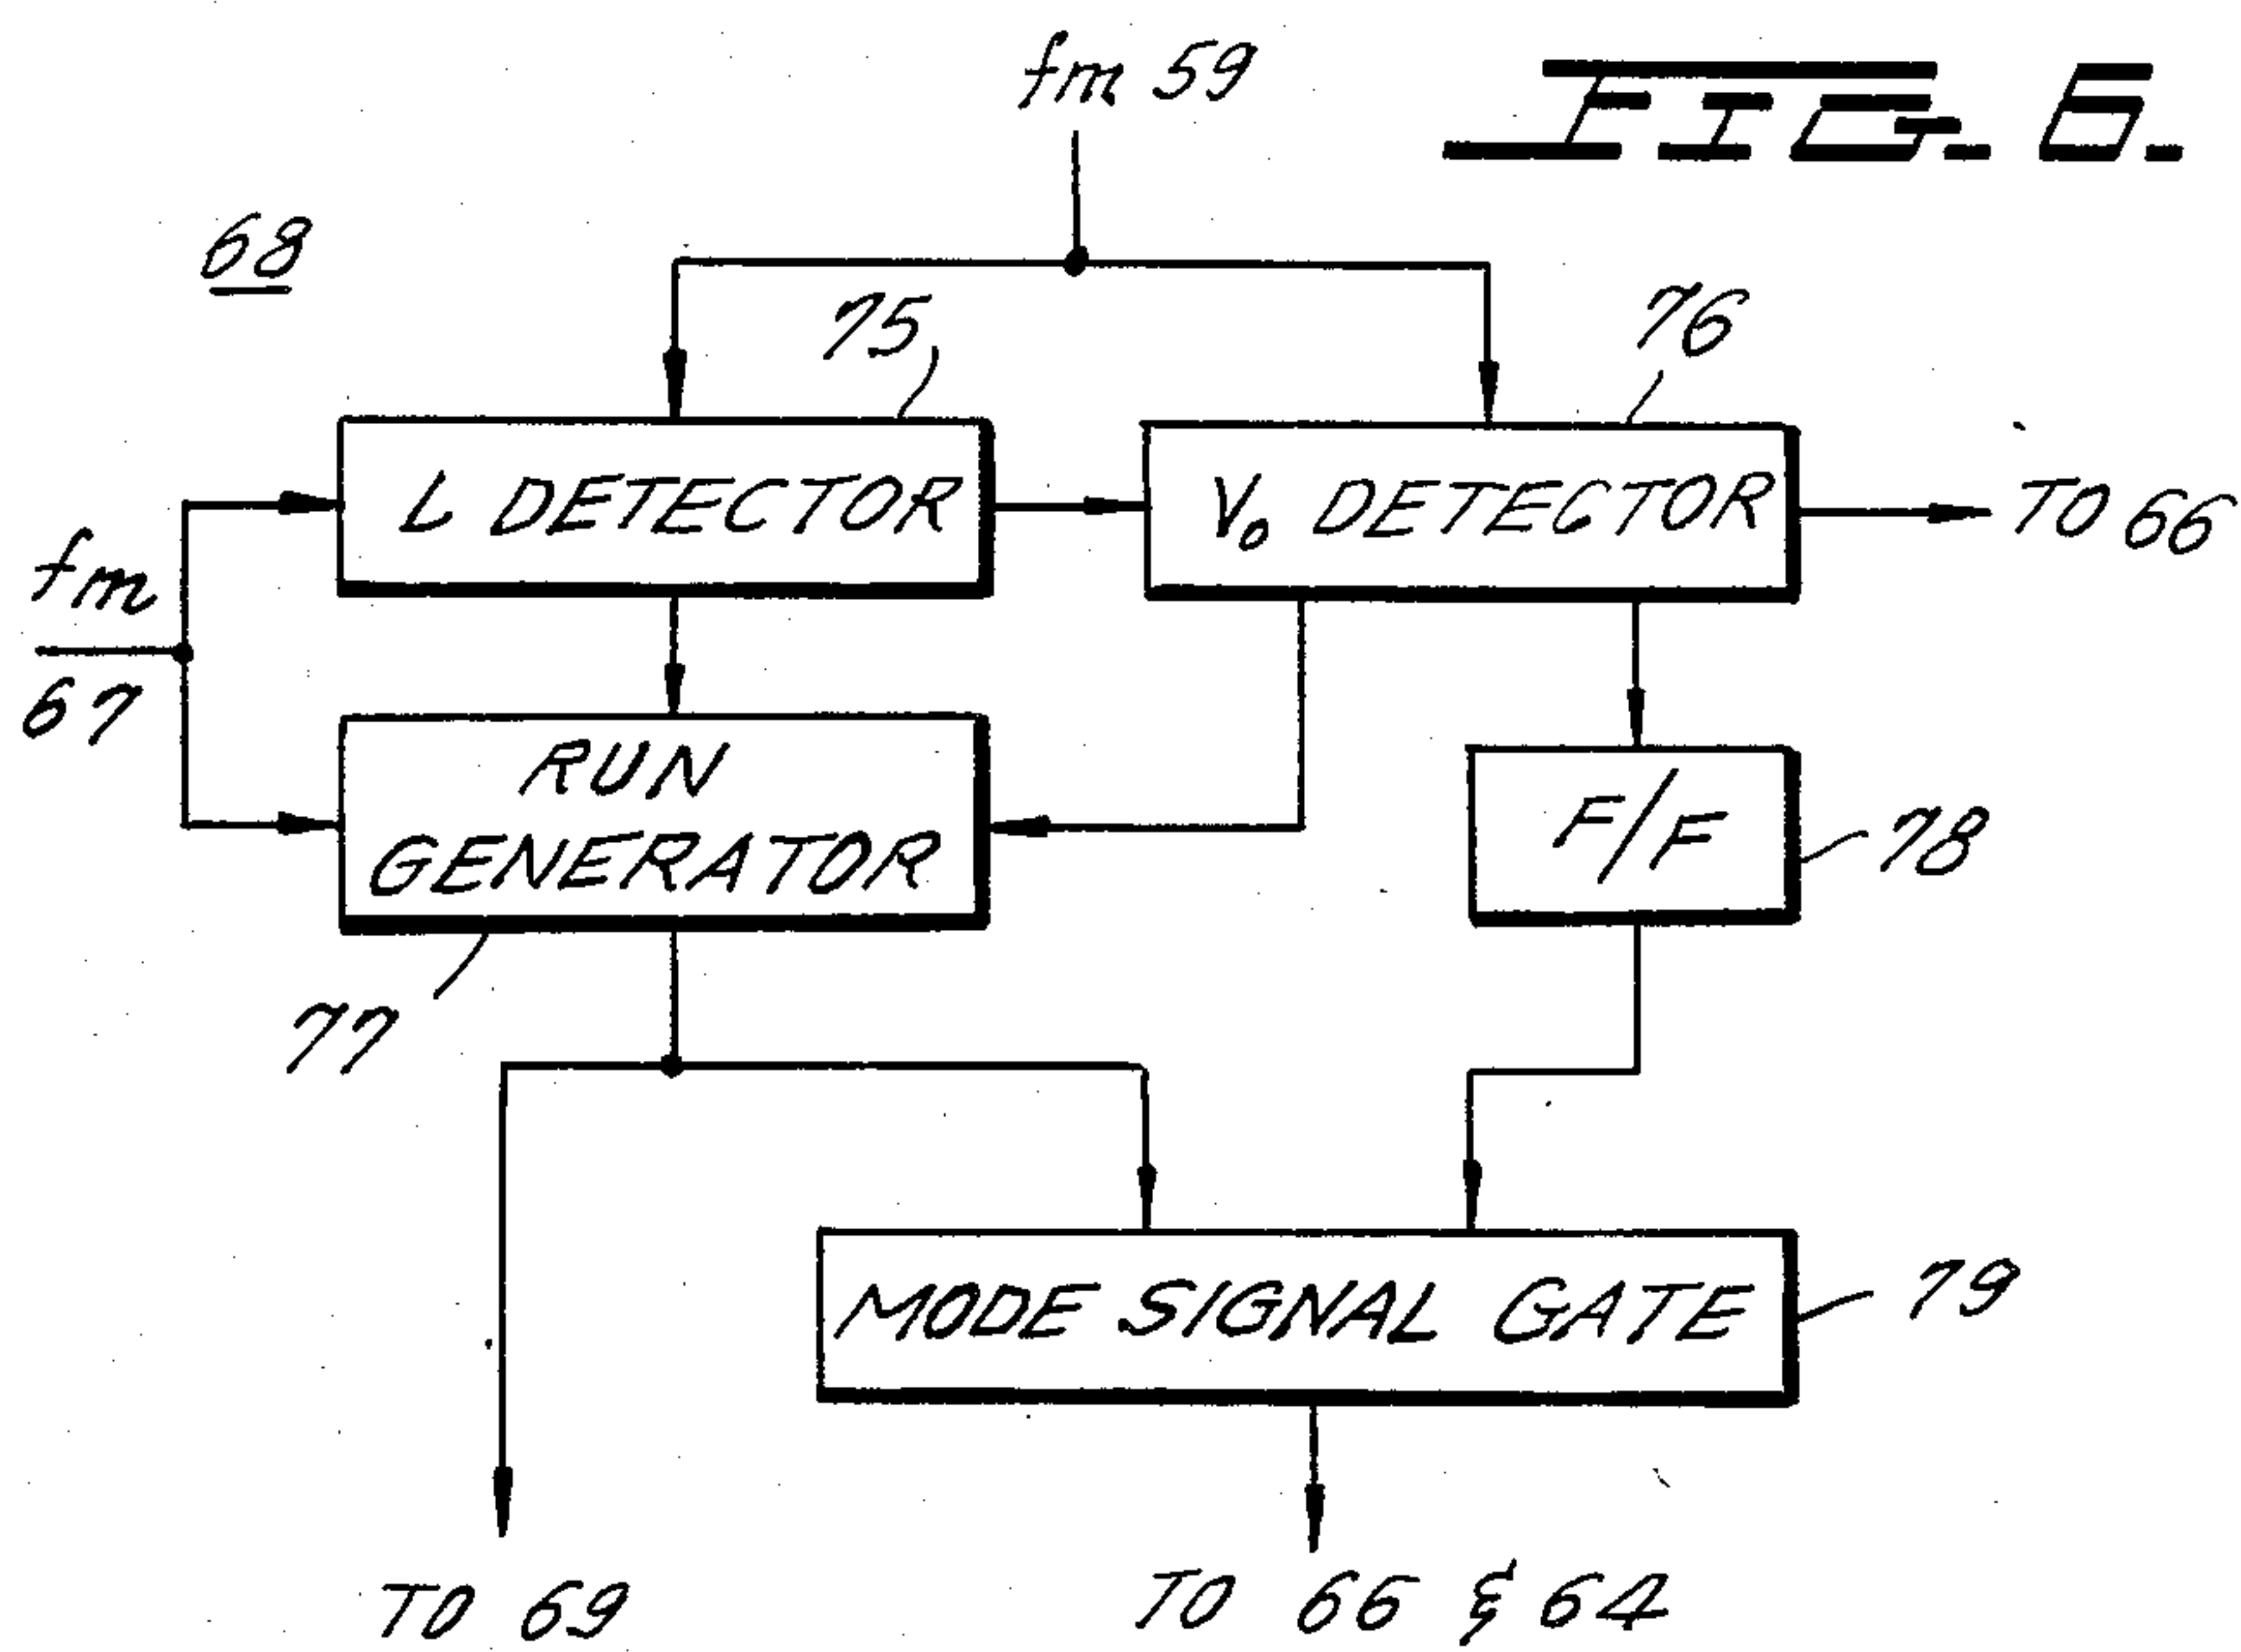 fm 59
FIG. 6.
68
75
76
L DETECTOR
V₀ DETECTOR
TO 66
fm
67
RUN
GENERATOR
F/F
78
77
MODE SIGNAL GATE
79
TO 69
TO 66 & 64